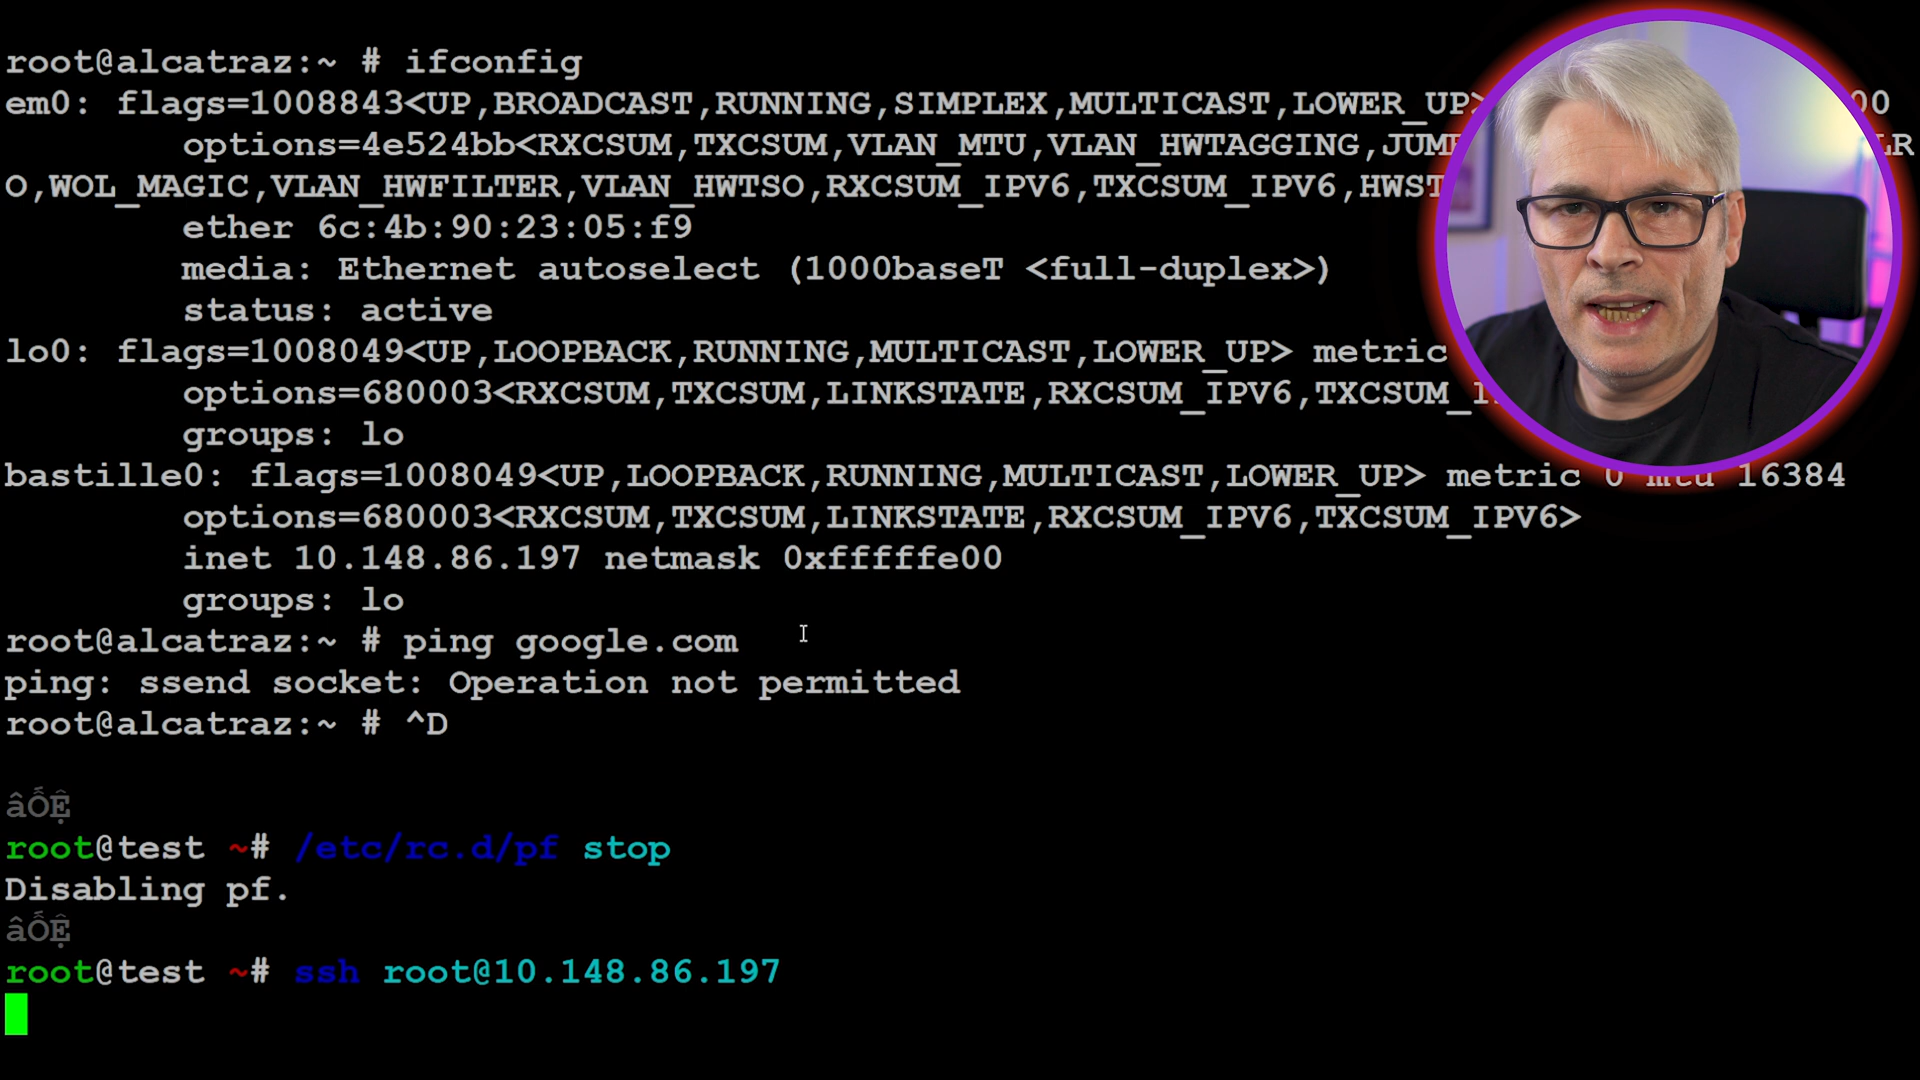 root@alcatraz:~ # ifconfig
em0: flags=1008843<UP,BROADCAST,RUNNING,SIMPLEX,MULTICAST,LOWER_UP> 00
options=4e524bb<RXCSUM,TXCSUM,VLAN_MTU,VLAN_HWTAGGING,JUM LR
O,WOL_MAGIC,VLAN_HWFILTER,VLAN_HWTSO,RXCSUM_IPV6,TXCSUM_IPV6,HWST
ether 6c:4b:90:23:05:f9
media: Ethernet autoselect (1000baseT <full-duplex>)
status: active
lo0: flags=1008049<UP,LOOPBACK,RUNNING,MULTICAST,LOWER_UP> metric
options=680003<RXCSUM,TXCSUM,LINKSTATE,RXCSUM_IPV6,TXCSUM_I
groups: lo
bastille0: flags=1008049<UP,LOOPBACK,RUNNING,MULTICAST,LOWER_UP> metric 0 mtu 16384
options=680003<RXCSUM,TXCSUM,LINKSTATE,RXCSUM_IPV6,TXCSUM_IPV6>
inet 10.148.86.197 netmask 0xfffffe00
groups: lo
root@alcatraz:~ # ping google.com
ping: ssend socket: Operation not permitted
root@alcatraz:~ # ^D
âỐỆ
root@test ~# /etc/rc.d/pf stop
Disabling pf.
âỐỆ
root@test ~# ssh root@10.148.86.197